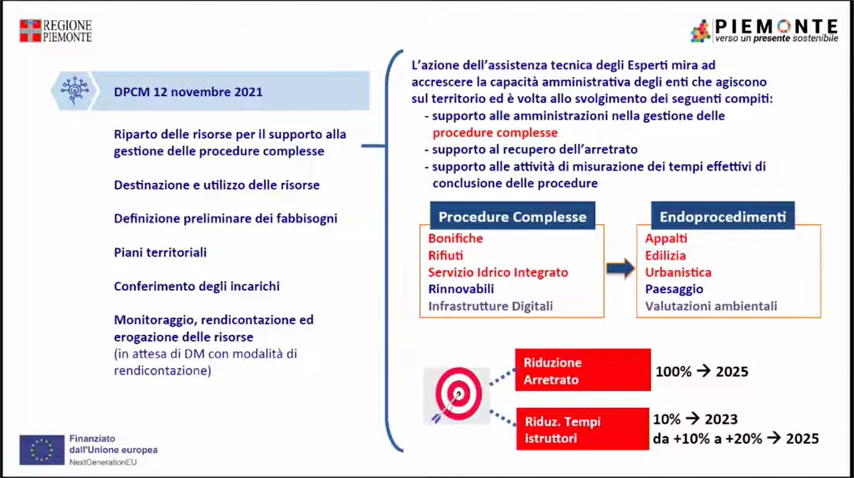 REGIONE
PIEMONTE
PIEMONTE
verso un presente sostenibile
DPCM 12 novembre 2021
Riparto delle risorse per il supporto alla
gestione delle procedure complesse
Destinazione e utilizzo delle risorse
Definizione preliminare dei fabbisogni
Piani territoriali
Conferimento degli incarichi
Monitoraggio, rendicontazione ed
erogazione delle risorse
(in attesa di DM con modalità di
rendicontazione)
L'azione dell'assistenza tecnica degli Esperti mira ad
accrescere la capacità amministrativa degli enti che agiscono
sul territorio ed è volta allo svolgimento dei seguenti compiti:
- supporto alle amministrazioni nella gestione delle
procedure complesse
- supporto al recupero dell'arretrato
- supporto alle attività di misurazione dei tempi effettivi di
conclusione delle procedure
Procedure Complesse
Bonifiche
Rifiuti
Servizio Idrico Integrato
Rinnovabili
Infrastrutture Digitali
Endoprocedimenti
Appalti
Edilizia
Urbanistica
Paesaggio
Valutazioni ambientali
Riduzione
Arretrato
100% → 2025
Riduz. Tempi
istruttori
10% → 2023
da +10% a +20% → 2025
Finanziato
dall'Unione europea
NextGenerationEU